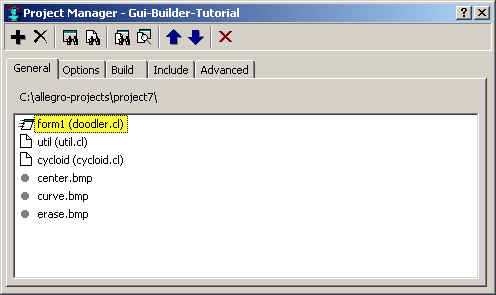 Project Manager - Gui-Builder-Tutorial
General Options Build Include Advanced
C:\allegro-projects\project7\
form1 (doodler.cl)
util (util.cl)
cycloid (cycloid.cl)
center.bmp
curve.bmp
erase.bmp